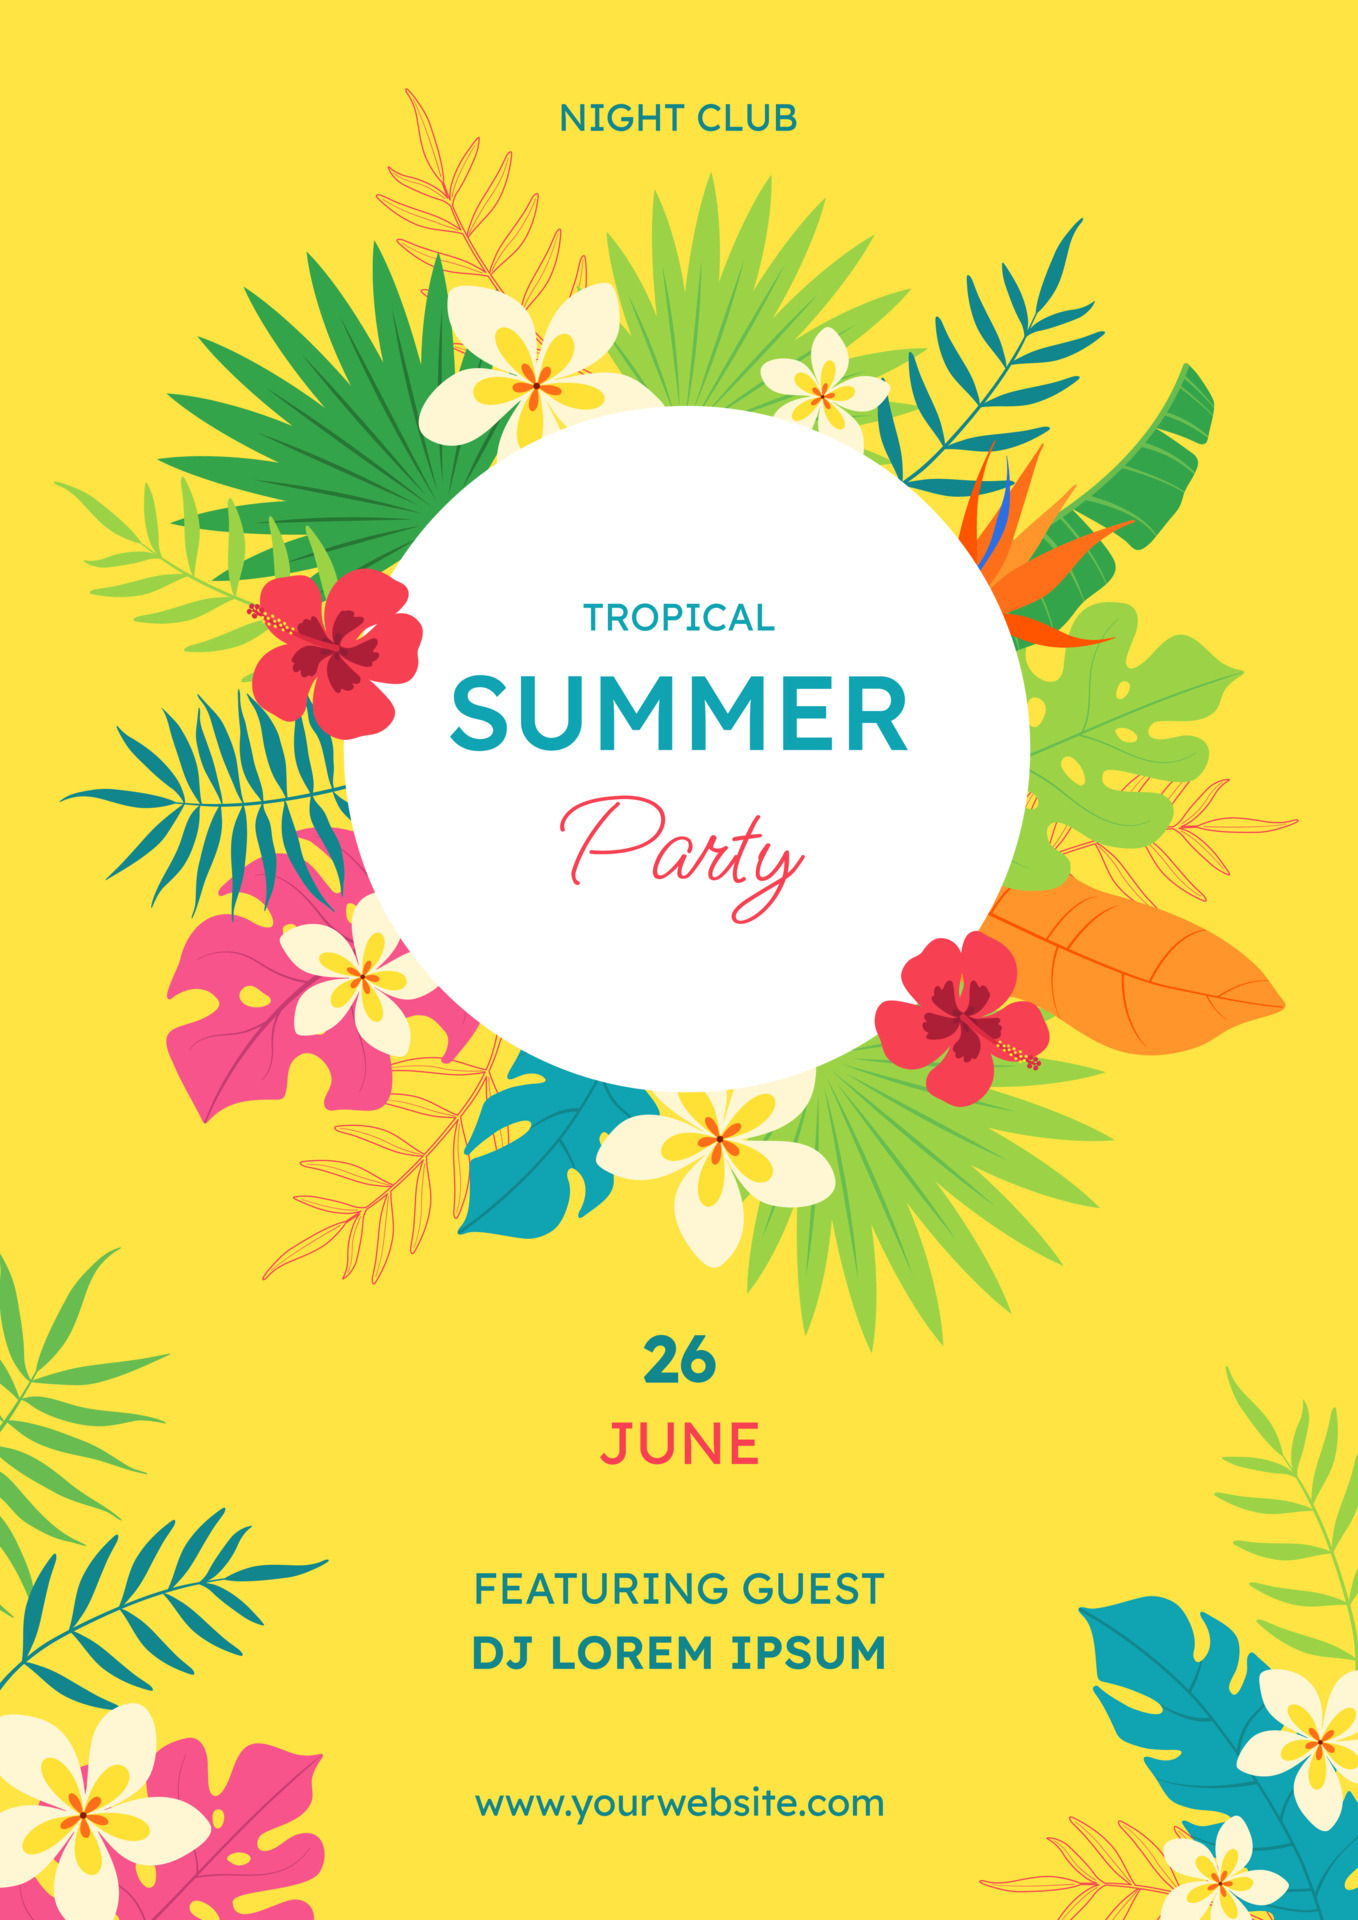 NIGHT CLUB
TROPICAL
SUMMER
Party
26
JUNE
FEATURING GUEST
DJ LOREM IPSUM
www.yourwebsite.com